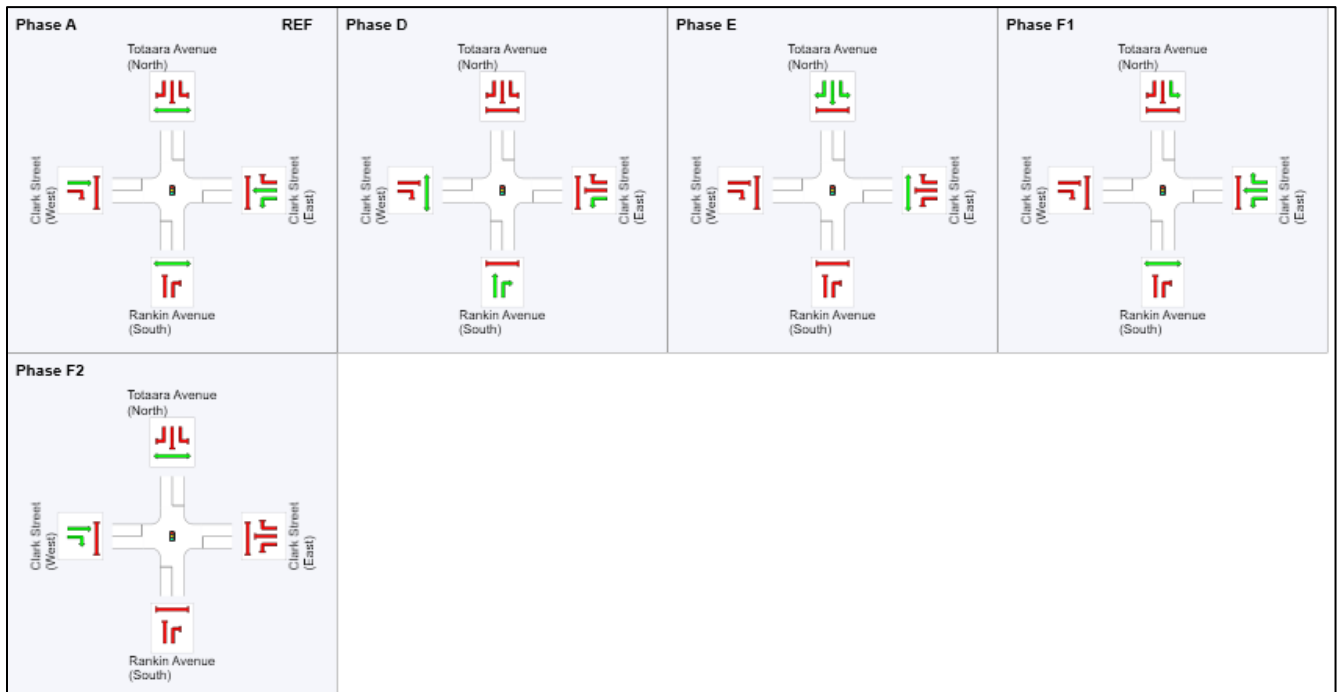 Phase A
REF
Totaara Avenue
(North)
Clark Street
(West)
Clark Street
(East)
Rankin Avenue
(South)
Phase D
Totaara Avenue
(North)
Clark Street
(West)
Clark Street
(East)
Rankin Avenue
(South)
Phase E
Totaara Avenue
(North)
Clark Street
(West)
Clark Street
(East)
Rankin Avenue
(South)
Phase F1
Totaara Avenue
(North)
Clark Street
(West)
Clark Street
(East)
Rankin Avenue
(South)
Phase F2
Totaara Avenue
(North)
Clark Street
(West)
Clark Street
(East)
Rankin Avenue
(South)